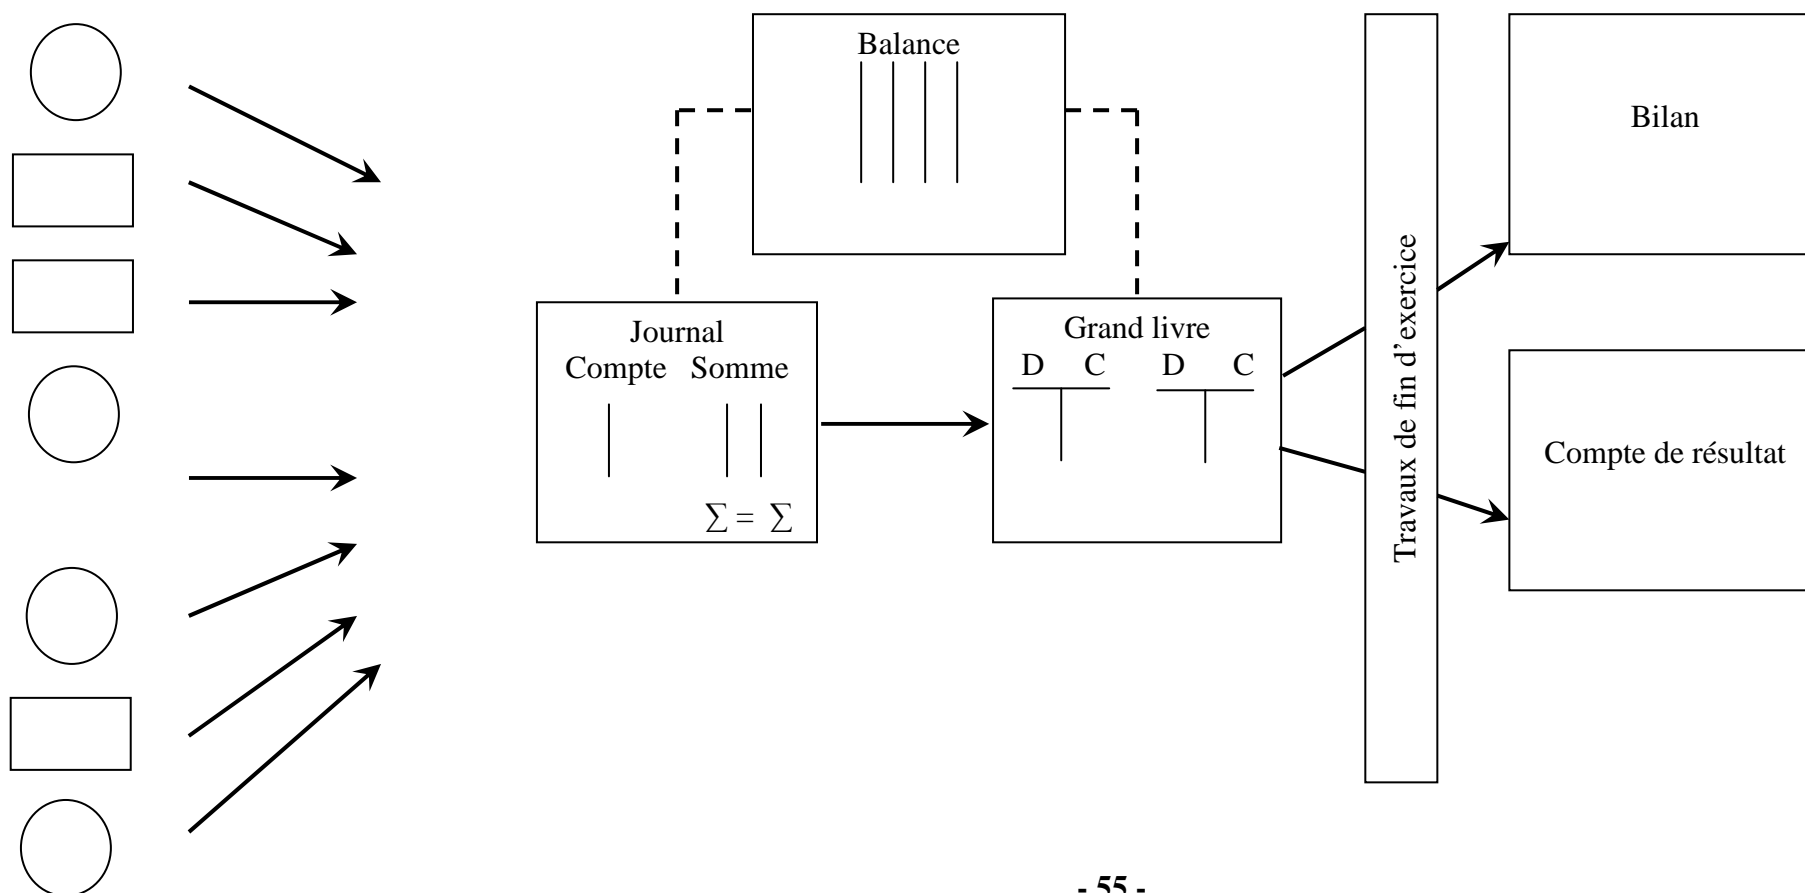 Balance
Bilan
Journal
Compte Somme
∑ = ∑
Grand livre
D C D C
Travaux de fin d’exercice
Compte de résultat
- 55 -